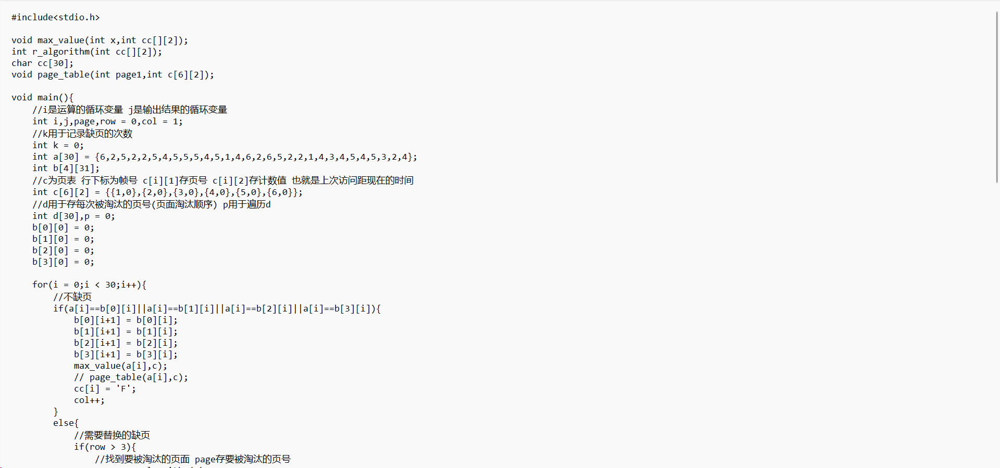 #include<stdio.h>
void max_value(int x,int cc[][2]);
int r_algorithm(int cc[][2]);
char cc[30];
void page_table(int page1,int c[6][2]);
void main(){
//i是运算的循环变量 j是输出结果的循环变量
int i,j,page,row = 0,col = 1;
//k用于记录缺页的次数
int k = 0;
int a[30] = {6,2,5,2,2,5,4,5,5,5,4,5,1,4,6,2,6,5,2,2,1,4,3,4,5,4,5,3,2,4};
int b[4][31];
//c为页表 行下标为帧号 c[i][1]存页号 c[i][2]存计数值 也就是上次访问距现在的时间
int c[6][2] = {{1,0},{2,0},{3,0},{4,0},{5,0},{6,0}};
//d用于存每次被淘汰的页号(页面淘汰顺序) p用于遍历d
int d[30],p = 0;
b[0][0] = 0;
b[1][0] = 0;
b[2][0] = 0;
b[3][0] = 0;
for(i = 0;i < 30;i++){
//不缺页
if(a[i]==b[0][i]||a[i]==b[1][i]||a[i]==b[2][i]||a[i]==b[3][i]){
b[0][i+1] = b[0][i];
b[1][i+1] = b[1][i];
b[2][i+1] = b[2][i];
b[3][i+1] = b[3][i];
max_value(a[i],c);
// page_table(a[i],c);
cc[i] = 'F';
col++;
}
else{
//需要替换的缺页
if(row > 3){
//找到要被淘汰的页面 page存要被淘汰的页号